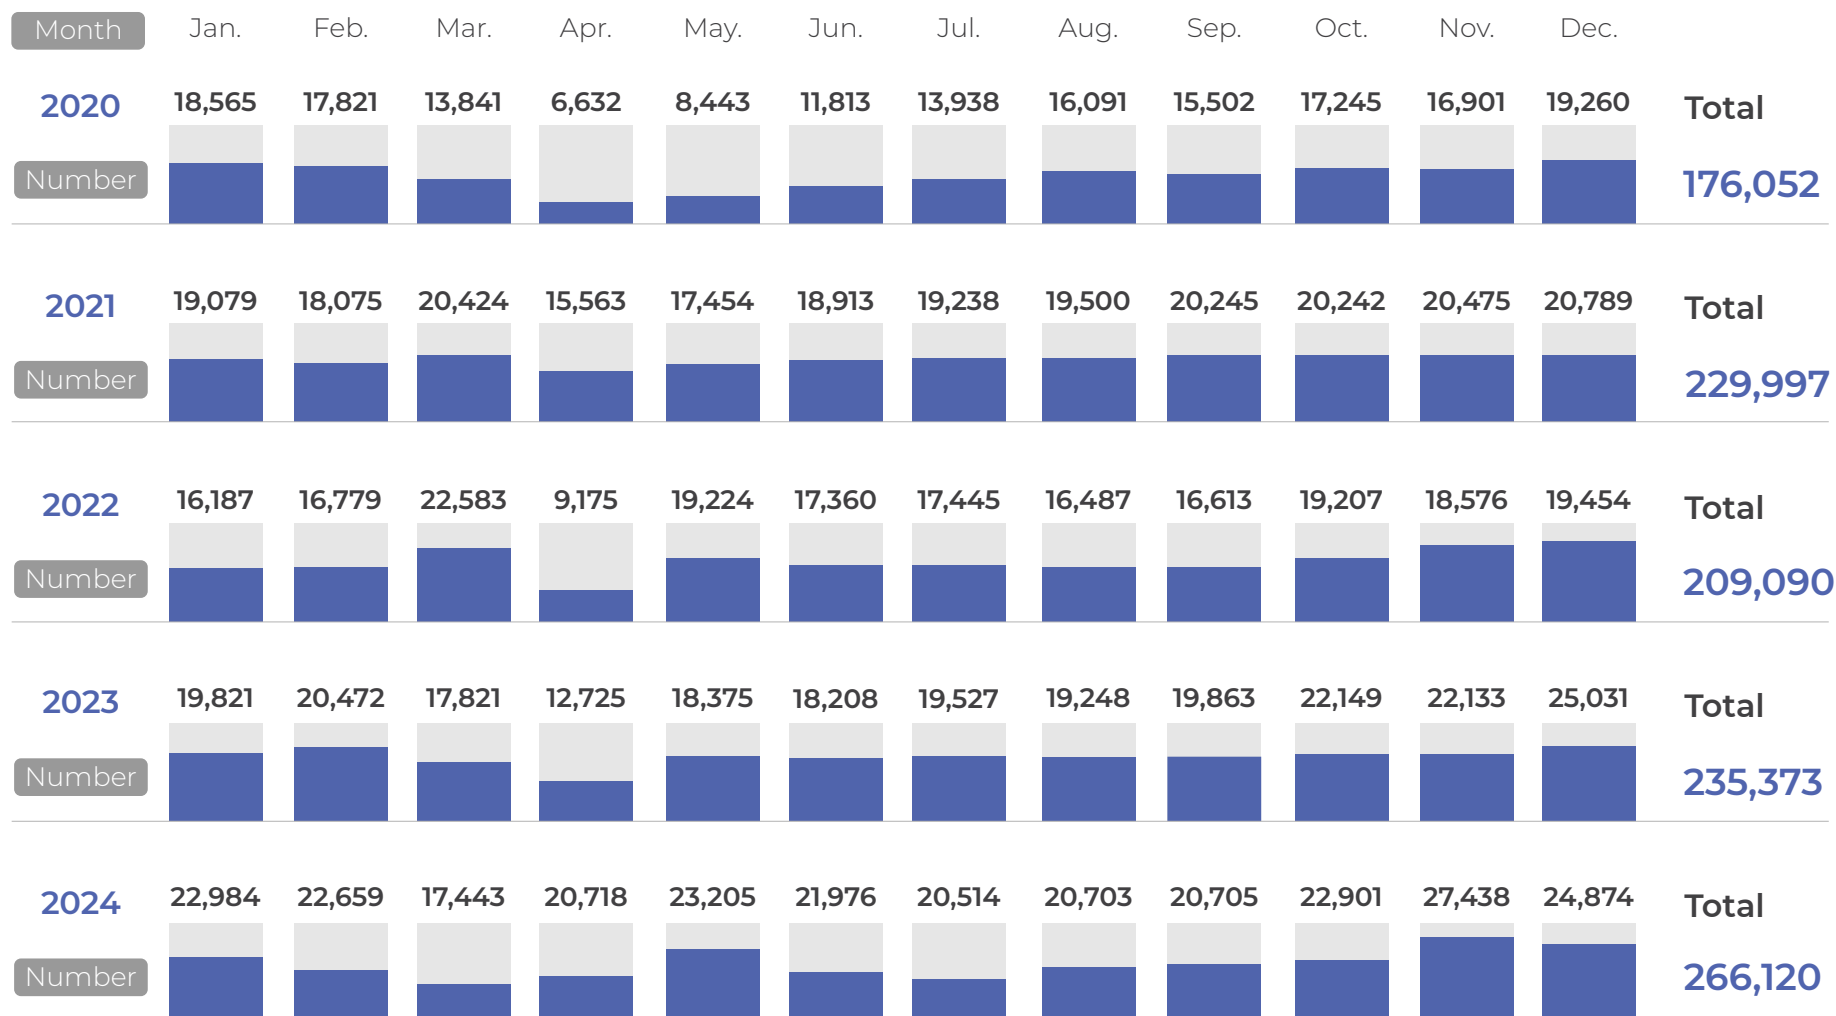 Month Jan. Feb. Mar. Apr. May. Jun. Jul. Aug. Sep. Oct. Nov. Dec.
2020 18,565 17,821 13,841 6,632 8,443 11,813 13,938 16,091 15,502 17,245 16,901 19,260 Total
Number 176,052
2021 19,079 18,075 20,424 15,563 17,454 18,913 19,238 19,500 20,245 20,242 20,475 20,789 Total
Number 229,997
2022 16,187 16,779 22,583 9,175 19,224 17,360 17,445 16,487 16,613 19,207 18,576 19,454 Total
Number 209,090
2023 19,821 20,472 17,821 12,725 18,375 18,208 19,527 19,248 19,863 22,149 22,133 25,031 Total
Number 235,373
2024 22,984 22,659 17,443 20,718 23,205 21,976 20,514 20,703 20,705 22,901 27,438 24,874 Total
Number 266,120